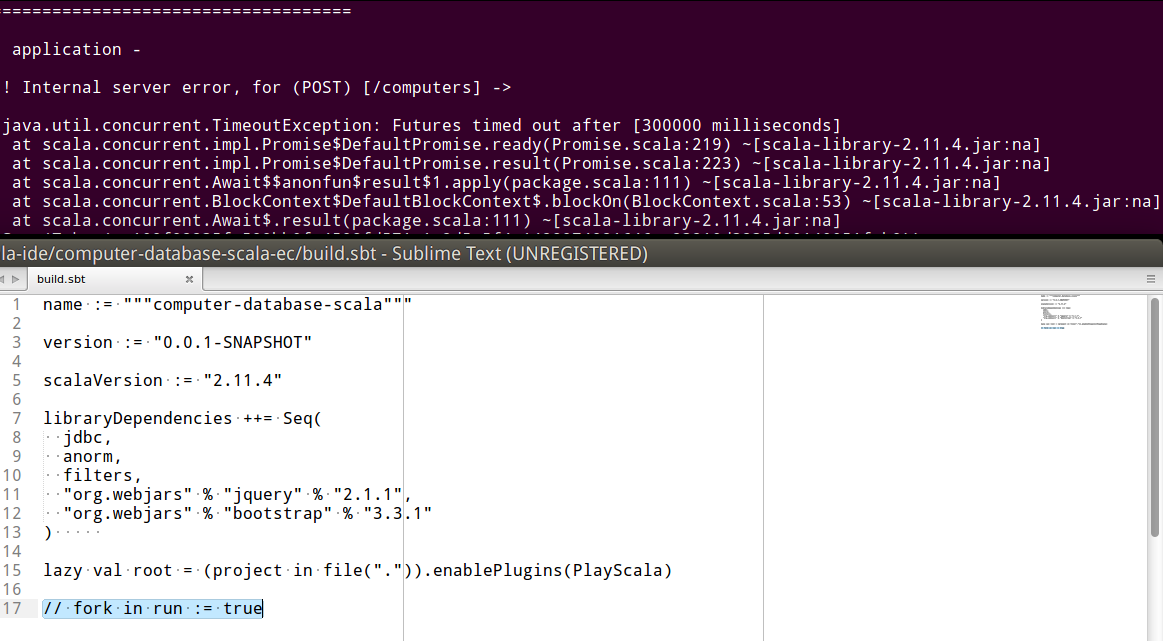 ===================================
application -
! Internal server error, for (POST) [/computers] ->
java.util.concurrent.TimeoutException: Futures timed out after [300000 milliseconds]
at scala.concurrent.impl.Promise$DefaultPromise.ready(Promise.scala:219) ~[scala-library-2.11.4.jar:na]
at scala.concurrent.impl.Promise$DefaultPromise.result(Promise.scala:223) ~[scala-library-2.11.4.jar:na]
at scala.concurrent.Await$$anonfun$result$1.apply(package.scala:111) ~[scala-library-2.11.4.jar:na]
at scala.concurrent.BlockContext$DefaultBlockContext$.blockOn(BlockContext.scala:53) ~[scala-library-2.11.4.jar:na]
at scala.concurrent.Await$.result(package.scala:111) ~[scala-library-2.11.4.jar:na]
la-ide/computer-database-scala-ec/build.sbt - Sublime Text (UNREGISTERED)
build.sbt ×
1 name := """computer-database-scala"""
2
3 version := "0.0.1-SNAPSHOT"
4
5 scalaVersion := "2.11.4"
6
7 libraryDependencies ++= Seq(
8 jdbc,
9 anorm,
10 filters,
11 "org.webjars" % "jquery" % "2.1.1",
12 "org.webjars" % "bootstrap" % "3.3.1"
13 )
14
15 lazy val root = (project in file(".")).enablePlugins(PlayScala)
16
17 // fork in run := true